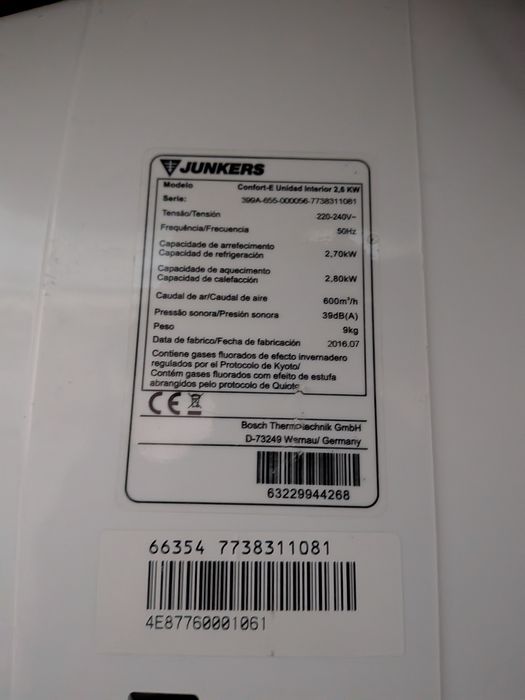 JUNKERS
Modelo Confort-E Unidad Interior 2,6 KW
Serie: 399A-655-000056-7738311081
Tensão/Tensión 220-240V~
Frequência/Frecuencia 50Hz
Capacidade de arrefecimento
Capacidad de refrigeración 2,70kW
Capacidade de aquecimento
Capacidad de calefacción 2,80kW
Caudal de ar/Caudal de aire 600m³/h
Pressão sonora/Presión sonora 39dB(A)
Peso 9kg
Data de fabrico/Fecha de fabricación 2016.07
Contiene gases fluorados de efecto invernadero
regulados por el Protocolo de Kyoto/
Contém gases fluorados com efeito de estufa
abrangidos pelo protocolo de Quioto
CE
Bosch Thermotechnik GmbH
D-73249 Wernau/ Germany
63229944268
66354 7738311081
4E87760001061